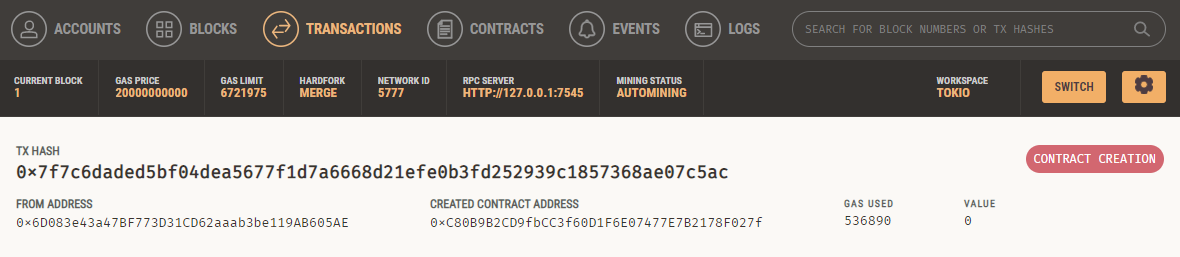 ACCOUNTS BLOCKS TRANSACTIONS CONTRACTS EVENTS LOGS SEARCH FOR BLOCK NUMBERS OR TX HASHES
CURRENT BLOCK GAS PRICE GAS LIMIT HARDFORK NETWORK ID RPC SERVER MINING STATUS WORKSPACE
1 20000000000 6721975 MERGE 5777 HTTP://127.0.0.1:7545 AUTOMINING TOKIO SWITCH
TX HASH
0×7f7c6daded5bf04dea5677f1d7a6668d21efe0b3fd252939c1857368ae07c5ac CONTRACT CREATION
FROM ADDRESS CREATED CONTRACT ADDRESS GAS USED VALUE
0×6D083e43a47BF773D31CD62aaab3be119AB605AE 0×C80B9B2CD9fbCC3f60D1F6E07477E7B2178F027f 536890 0